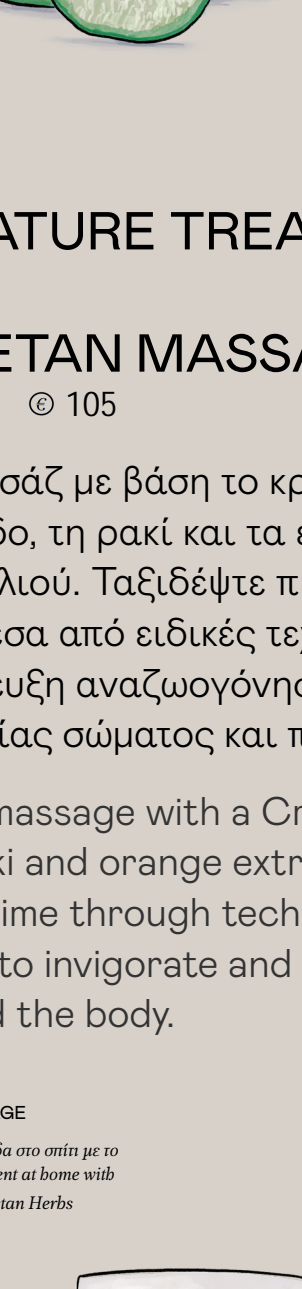 ATURE TREA
ETAN MASSA
€ 105
σάζ με βάση το κρ
δο, τη ρακί και τα ε
λιού. Ταξιδέψτε π
έσα από ειδικές τεχ
ευξη αναζωογόνησ
ίας σώματος και π
massage with a Cr
ki and orange extr
ime through tech
to invigorate and
d the body.
GE
δα στο σπίτι με το
ent at home with
tan Herbs